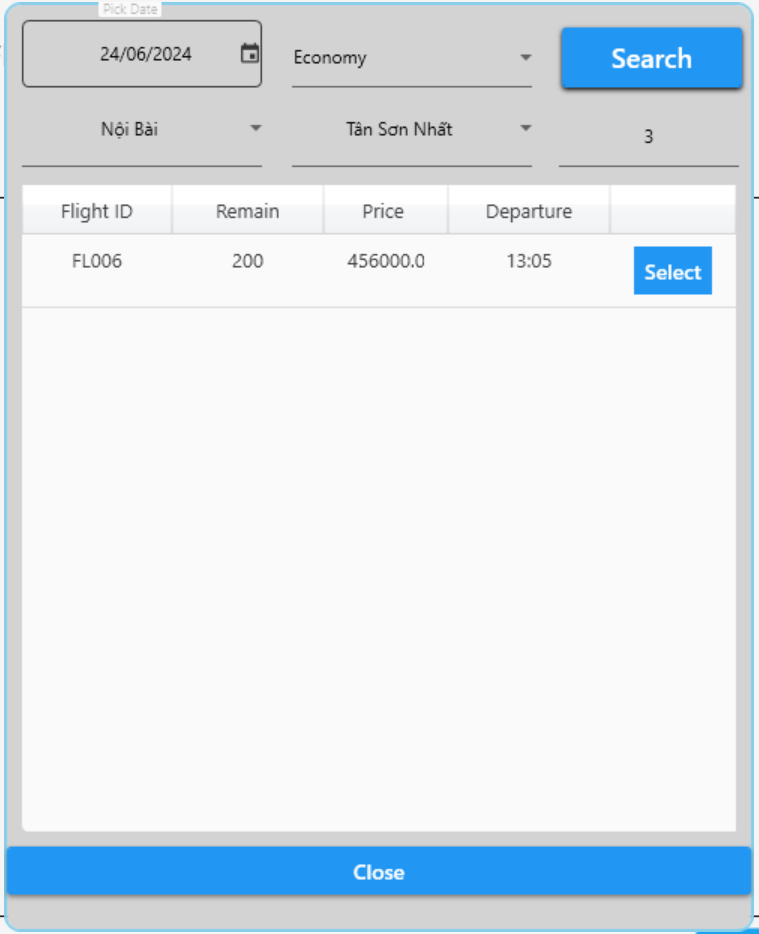 Pick Date
24/06/2024
Economy
Search
Nội Bài
Tân Sơn Nhất
3
Flight ID Remain Price Departure
FL006 200 456000.0 13:05 Select
Close